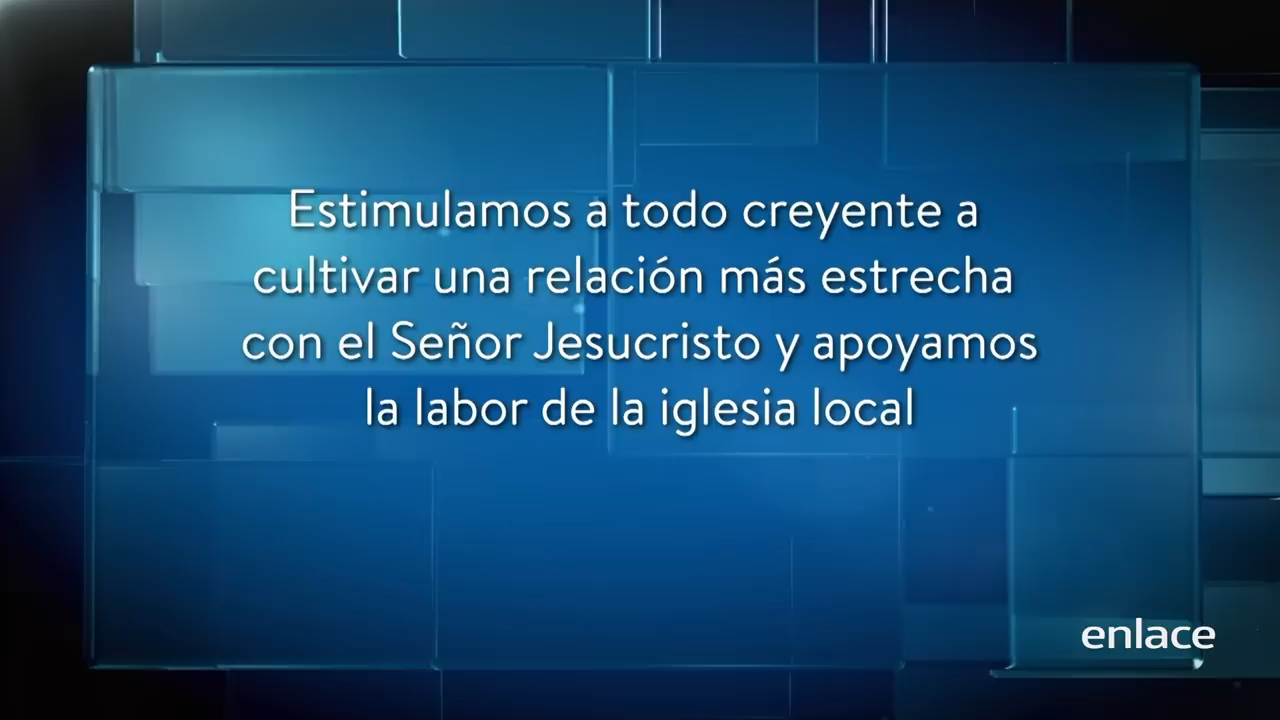 Estimulamos a todo creyente a
cultivar una relación más estrecha
con el Señor Jesucristo y apoyamos
la labor de la iglesia local
enlace